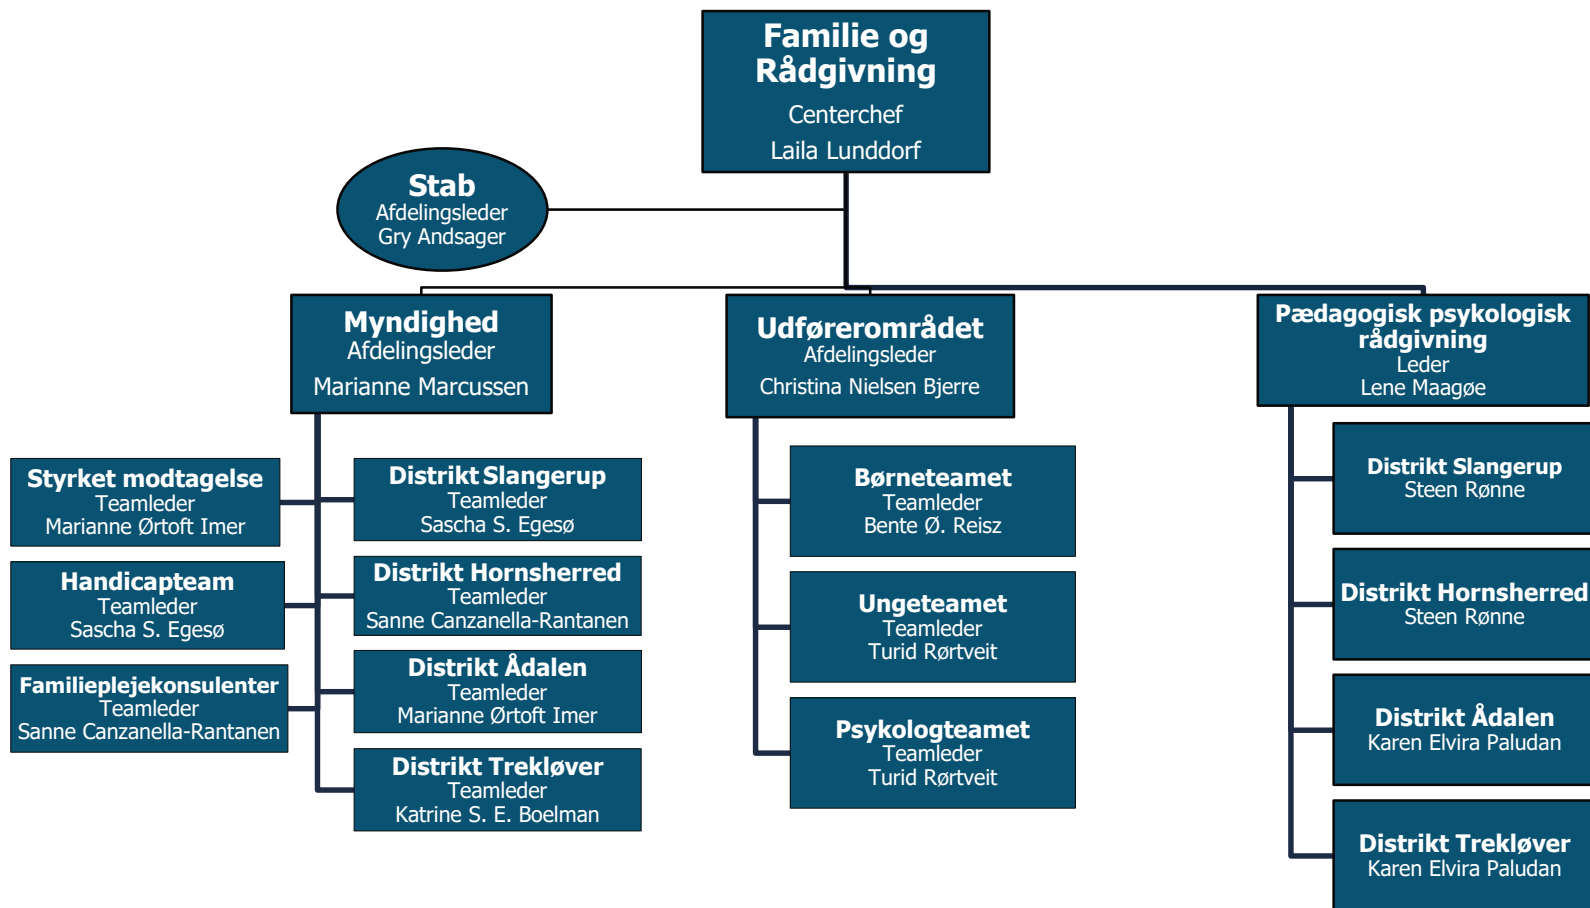 Familie og
Rådgivning
Centerchef
Laila Lunddorf
Stab
Afdelingsleder
Gry Andsager
Myndighed
Afdelingsleder
Marianne Marcussen
Styrket modtagelse
Teamleder
Marianne Ørtoft Imer
Handicapteam
Teamleder
Sascha S. Egesø
Familieplejekonsulenter
Teamleder
Sanne Canzanella-Rantanen
Distrikt Slangerup
Teamleder
Sascha S. Egesø
Distrikt Hornsherred
Teamleder
Sanne Canzanella-Rantanen
Distrikt Ådalen
Teamleder
Marianne Ørtoft Imer
Distrikt Trekløver
Teamleder
Katrine S. E. Boelman
Udførerområdet
Afdelingsleder
Christina Nielsen Bjerre
Børneteamet
Teamleder
Bente Ø. Reisz
Ungeteamet
Teamleder
Turid Rørtveit
Psykologteamet
Teamleder
Turid Rørtveit
Pædagogisk psykologisk
rådgivning
Leder
Lene Maagøe
Distrikt Slangerup
Steen Rønne
Distrikt Hornsherred
Steen Rønne
Distrikt Ådalen
Karen Elvira Paludan
Distrikt Trekløver
Karen Elvira Paludan